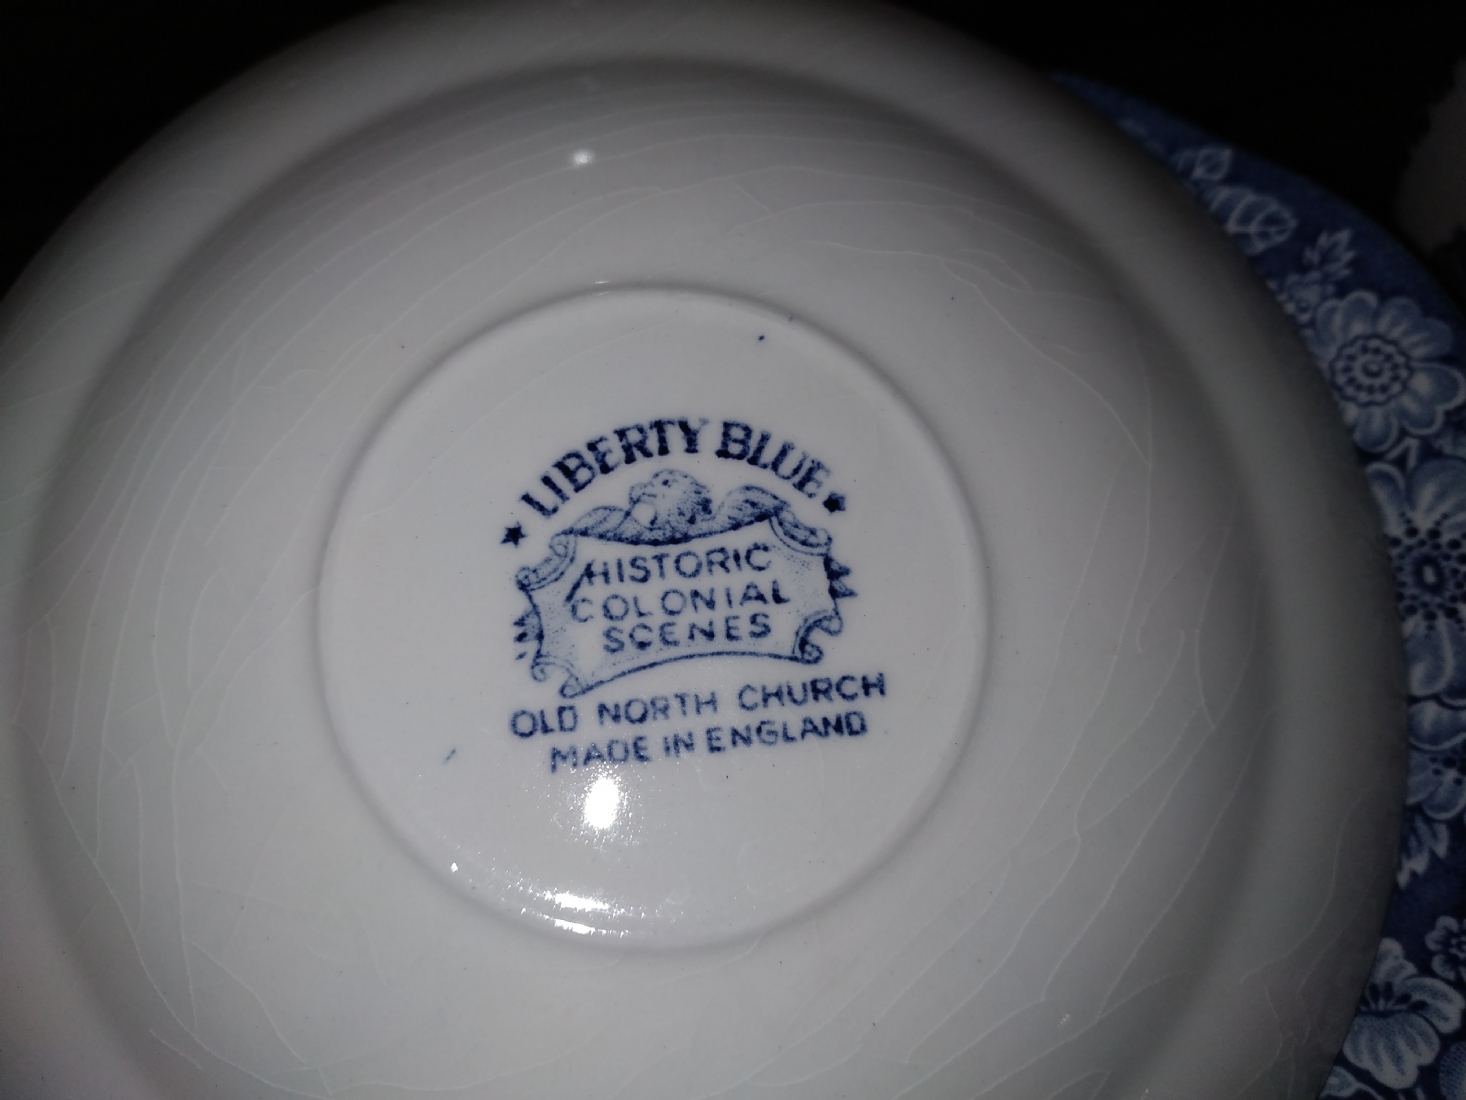 LIBERTY BLUE
HISTORIC
COLONIAL
SCENES
OLD NORTH CHURCH
MADE IN ENGLAND